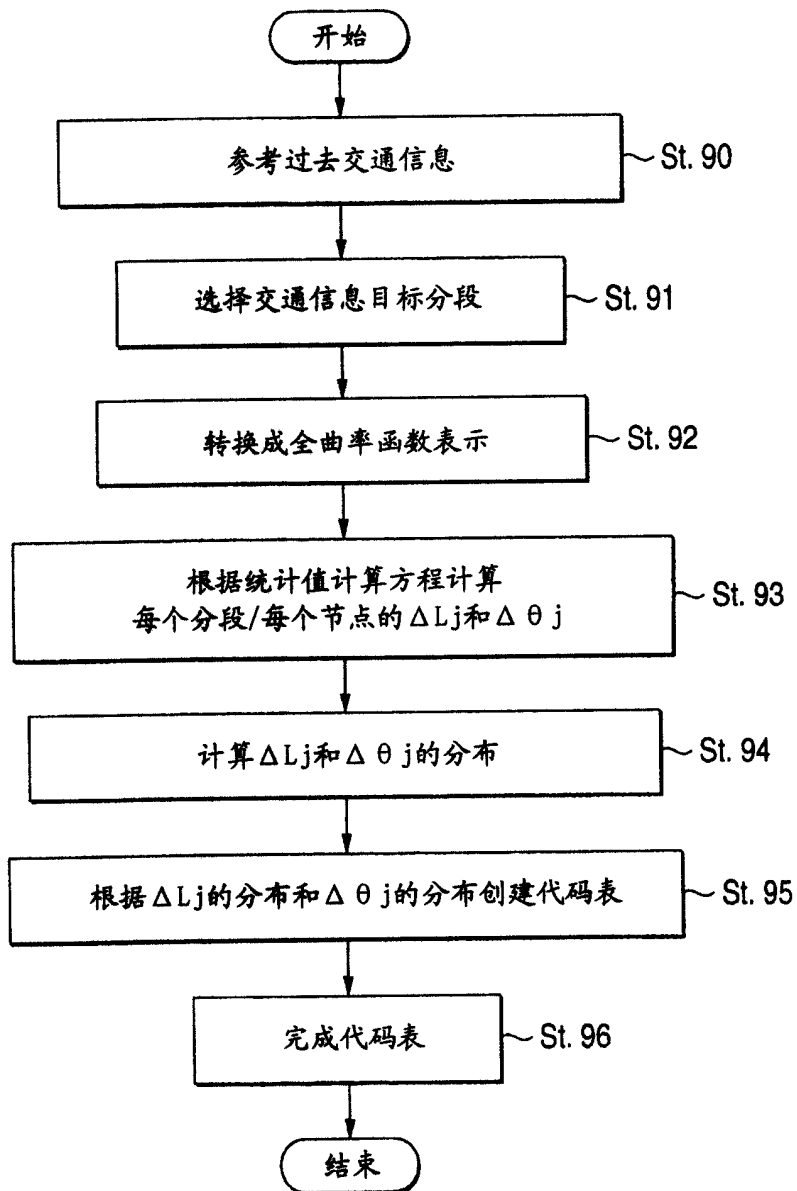 开始
参考过去交通信息
St. 90
选择交通信息目标分段
St. 91
转换成全曲率函数表示
St. 92
根据统计值计算方程计算
每个分段/每个节点的ΔLj和Δθj
St. 93
计算ΔLj和Δθj的分布
St. 94
根据ΔLj的分布和Δθj的分布创建代码表
St. 95
完成代码表
St. 96
结束